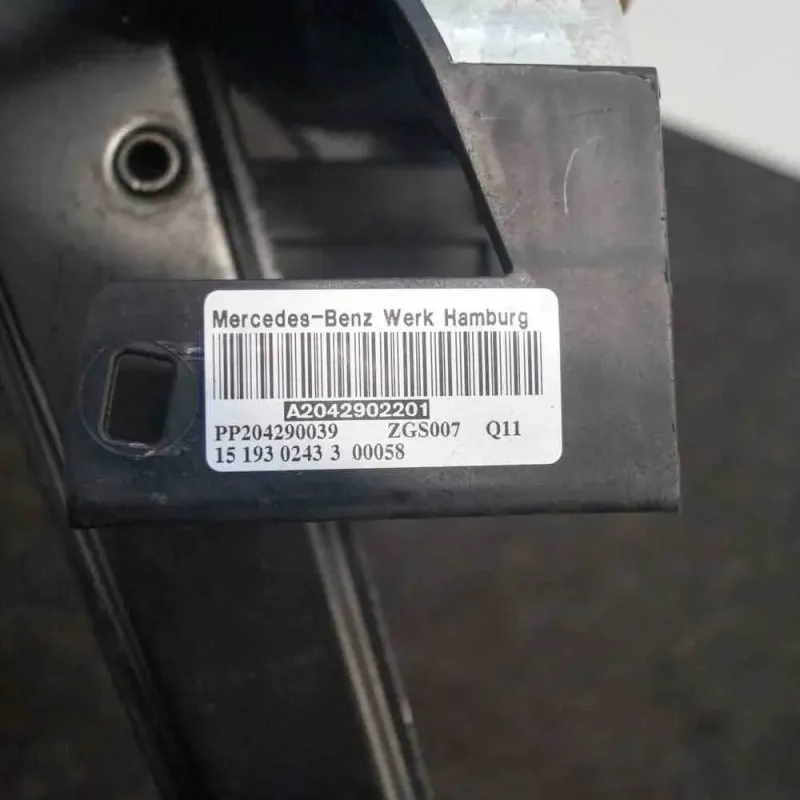 Mercedes-Benz Werk Hamburg
A2042902201
PP204290039 ZGS007 Q11
15 193 0243 3 00058